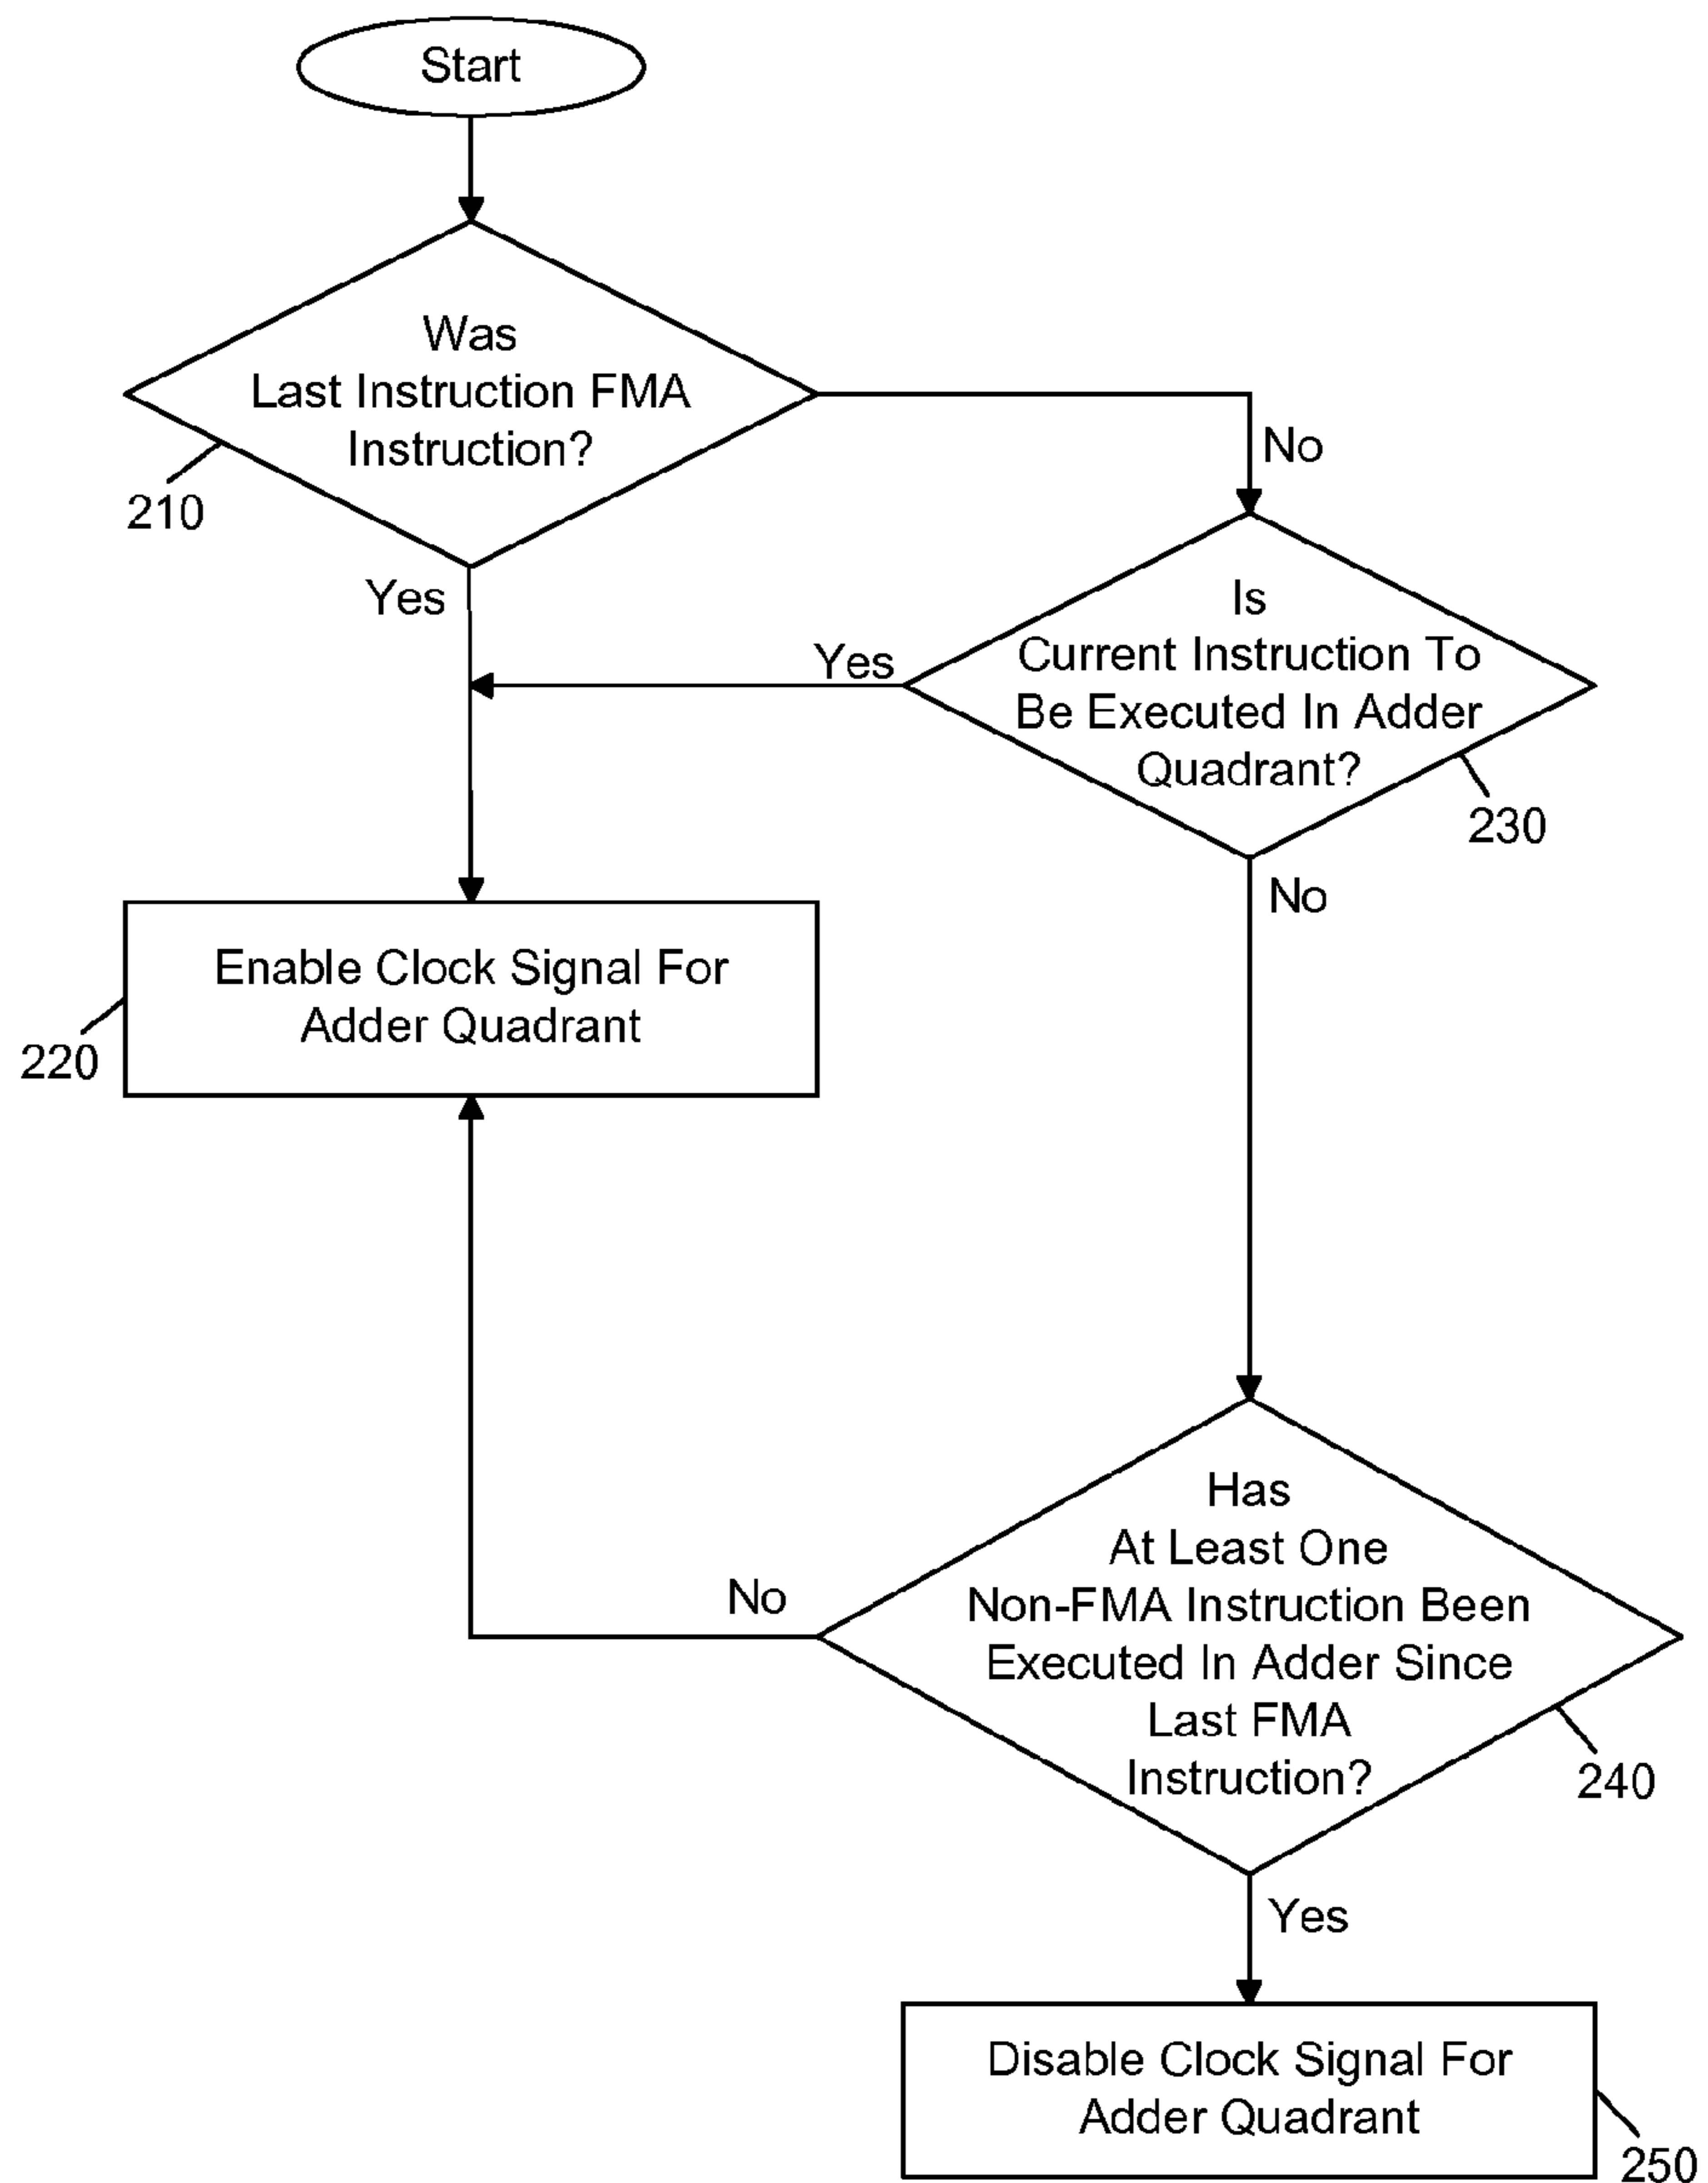 Start
Was
Last Instruction FMA
Instruction?
210
No
Yes
Is
Current Instruction To
Be Executed In Adder
Quadrant?
Yes
230
No
Enable Clock Signal For
Adder Quadrant
220
Has
At Least One
Non-FMA Instruction Been
Executed In Adder Since
Last FMA
Instruction?
No
240
Yes
Disable Clock Signal For
Adder Quadrant
250